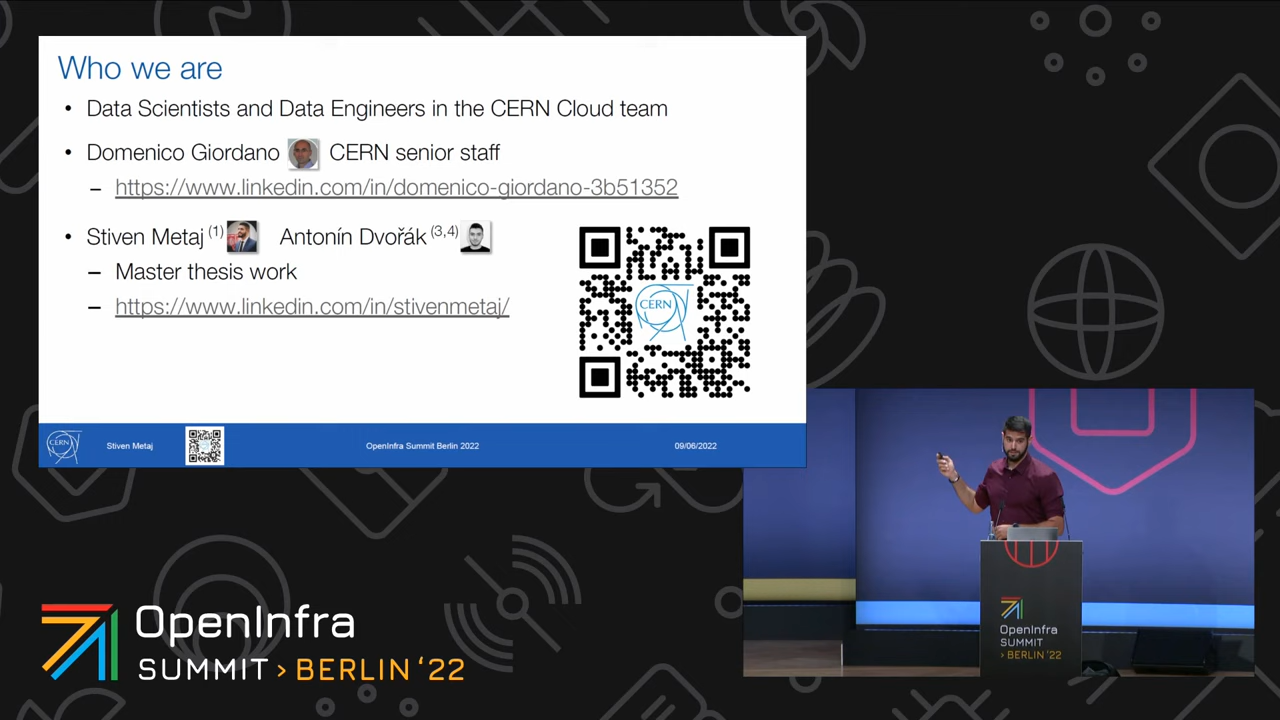 Who we are
• Data Scientists and Data Engineers in the CERN Cloud team
• Domenico Giordano CERN senior staff
– https://www.linkedin.com/in/domenico-giordano-3b51352
• Stiven Metaj (1) Antonín Dvořák (3,4)
– Master thesis work
– https://www.linkedin.com/in/stivenmetaj/
CERN
CERN
Stiven Metaj
OpenInfra Summit Berlin 2022
09/06/2022
OpenInfra
SUMMIT > BERLIN ‘22
OpenInfra
SUMMIT
> BERLIN ‘22